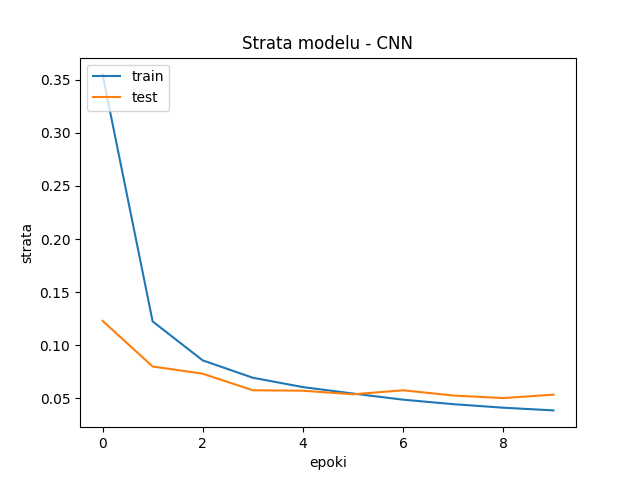 Strata modelu - CNN
train
test
0.35
0.30
0.25
0.20
0.15
0.10
0.05
strata
0 2 4 6 8
epoki